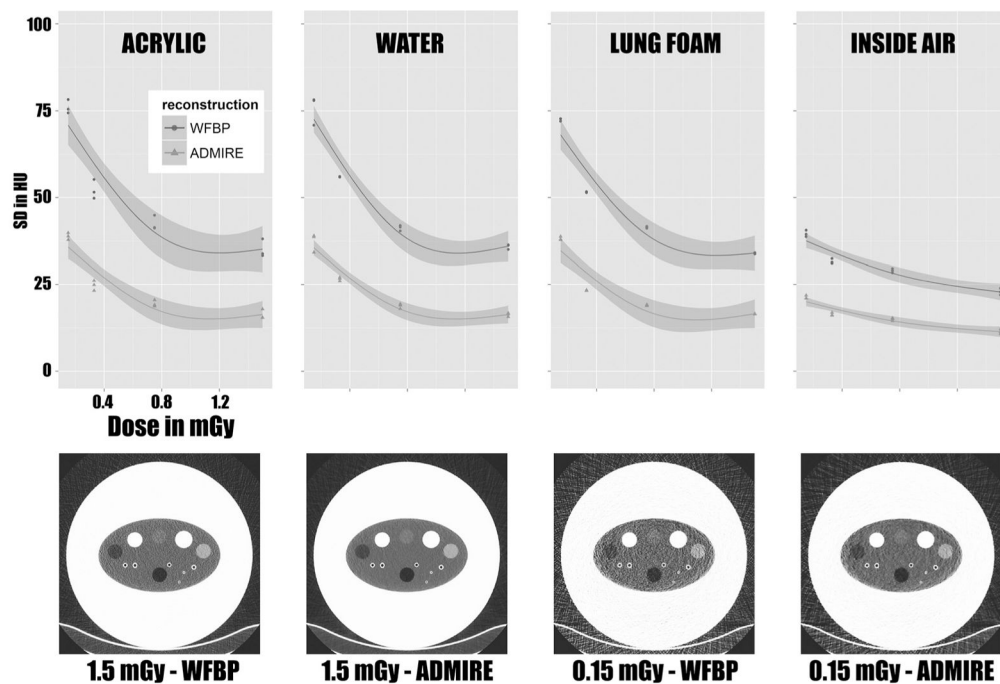 100
ACRYLIC
WATER
LUNG FOAM
INSIDE AIR
reconstruction
WFBP
ADMIRE
75
50
25
0
SD in HU
0.4 0.8 1.2
Dose in mGy
1.5 mGy - WFBP
1.5 mGy - ADMIRE
0.15 mGy - WFBP
0.15 mGy - ADMIRE